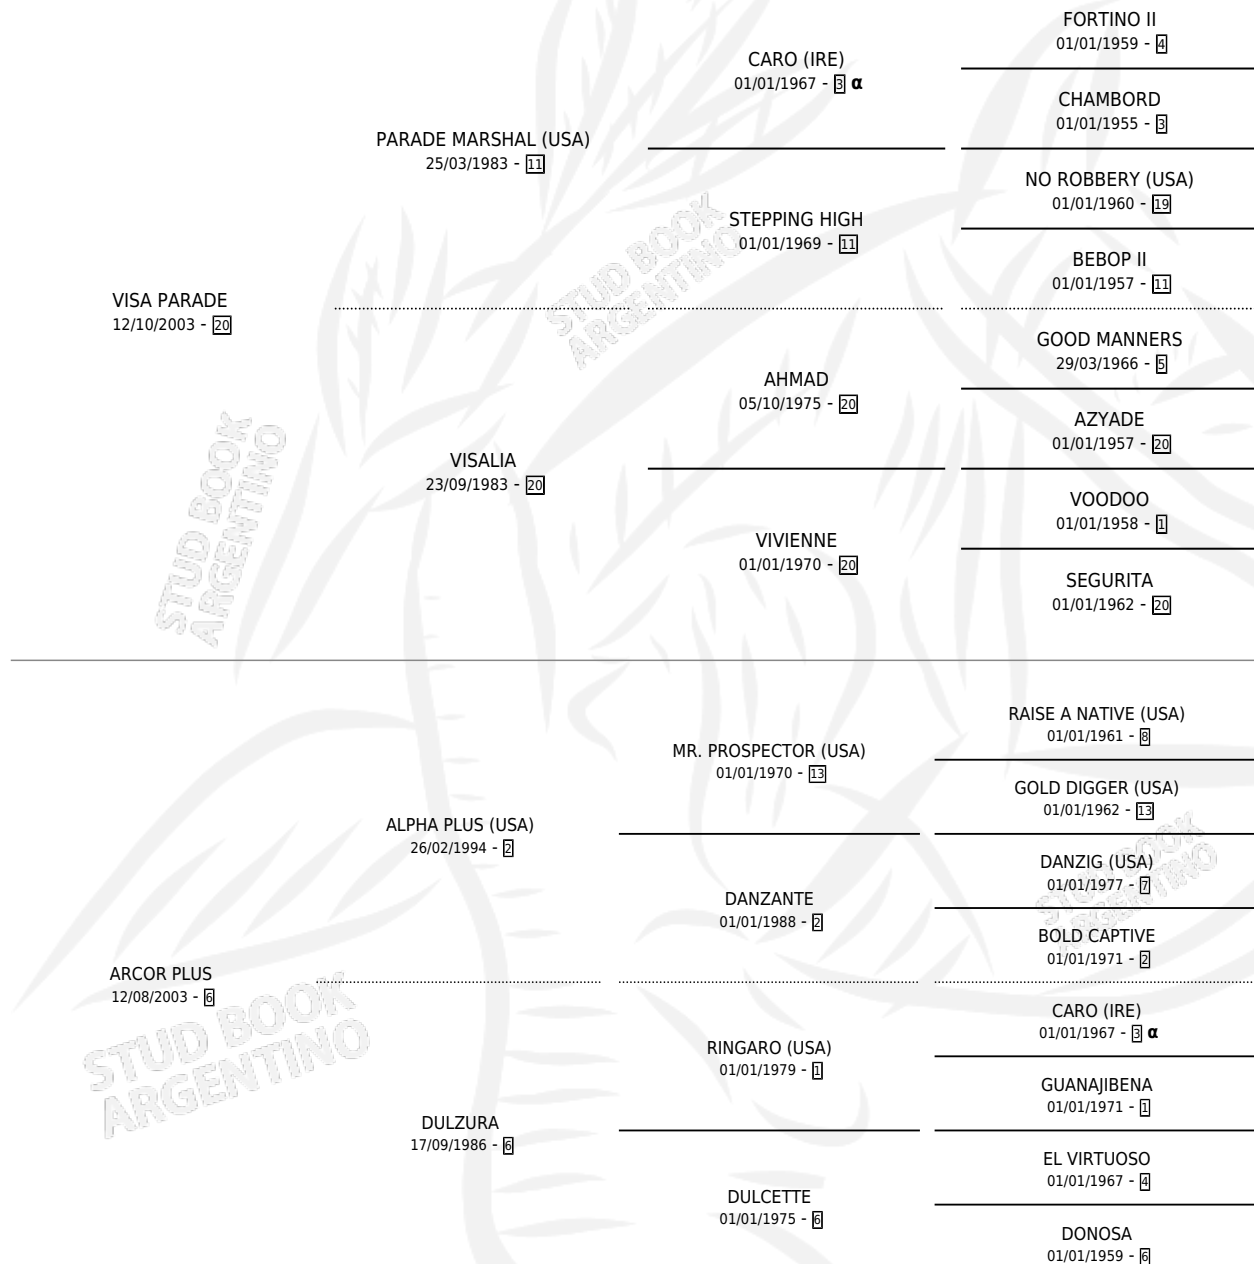 FORTINO II
01/01/1959 - 4
CARO (IRE)
01/01/1967 - 3 α
CHAMBORD
01/01/1955 - 3
PARADE MARSHAL (USA)
25/03/1983 - 11
NO ROBBERY (USA)
01/01/1960 - 19
STEPPING HIGH
01/01/1969 - 11
BEBOP II
01/01/1957 - 11
VISA PARADE
12/10/2003 - 20
GOOD MANNERS
29/03/1966 - 5
AHMAD
05/10/1975 - 20
AZYADE
01/01/1957 - 20
VISALIA
23/09/1983 - 20
VOODOO
01/01/1958 - 1
VIVIENNE
01/01/1970 - 20
SEGURITA
01/01/1962 - 20
RAISE A NATIVE (USA)
01/01/1961 - 8
MR. PROSPECTOR (USA)
01/01/1970 - 13
GOLD DIGGER (USA)
01/01/1962 - 13
ALPHA PLUS (USA)
26/02/1994 - 2
DANZIG (USA)
01/01/1977 - 7
DANZANTE
01/01/1988 - 2
BOLD CAPTIVE
01/01/1971 - 2
ARCOR PLUS
12/08/2003 - 6
CARO (IRE)
01/01/1967 - 3 α
RINGARO (USA)
01/01/1979 - 1
GUANAJIBENA
01/01/1971 - 1
DULZURA
17/09/1986 - 6
EL VIRTUOSO
01/01/1967 - 4
DULCETTE
01/01/1975 - 6
DONOSA
01/01/1959 - 6
STUD BOOK
ARGENTINO
STUD BOOK
ARGENTINO
STUD BOOK
ARGENTINO
STUD BOOK
ARGENTINO